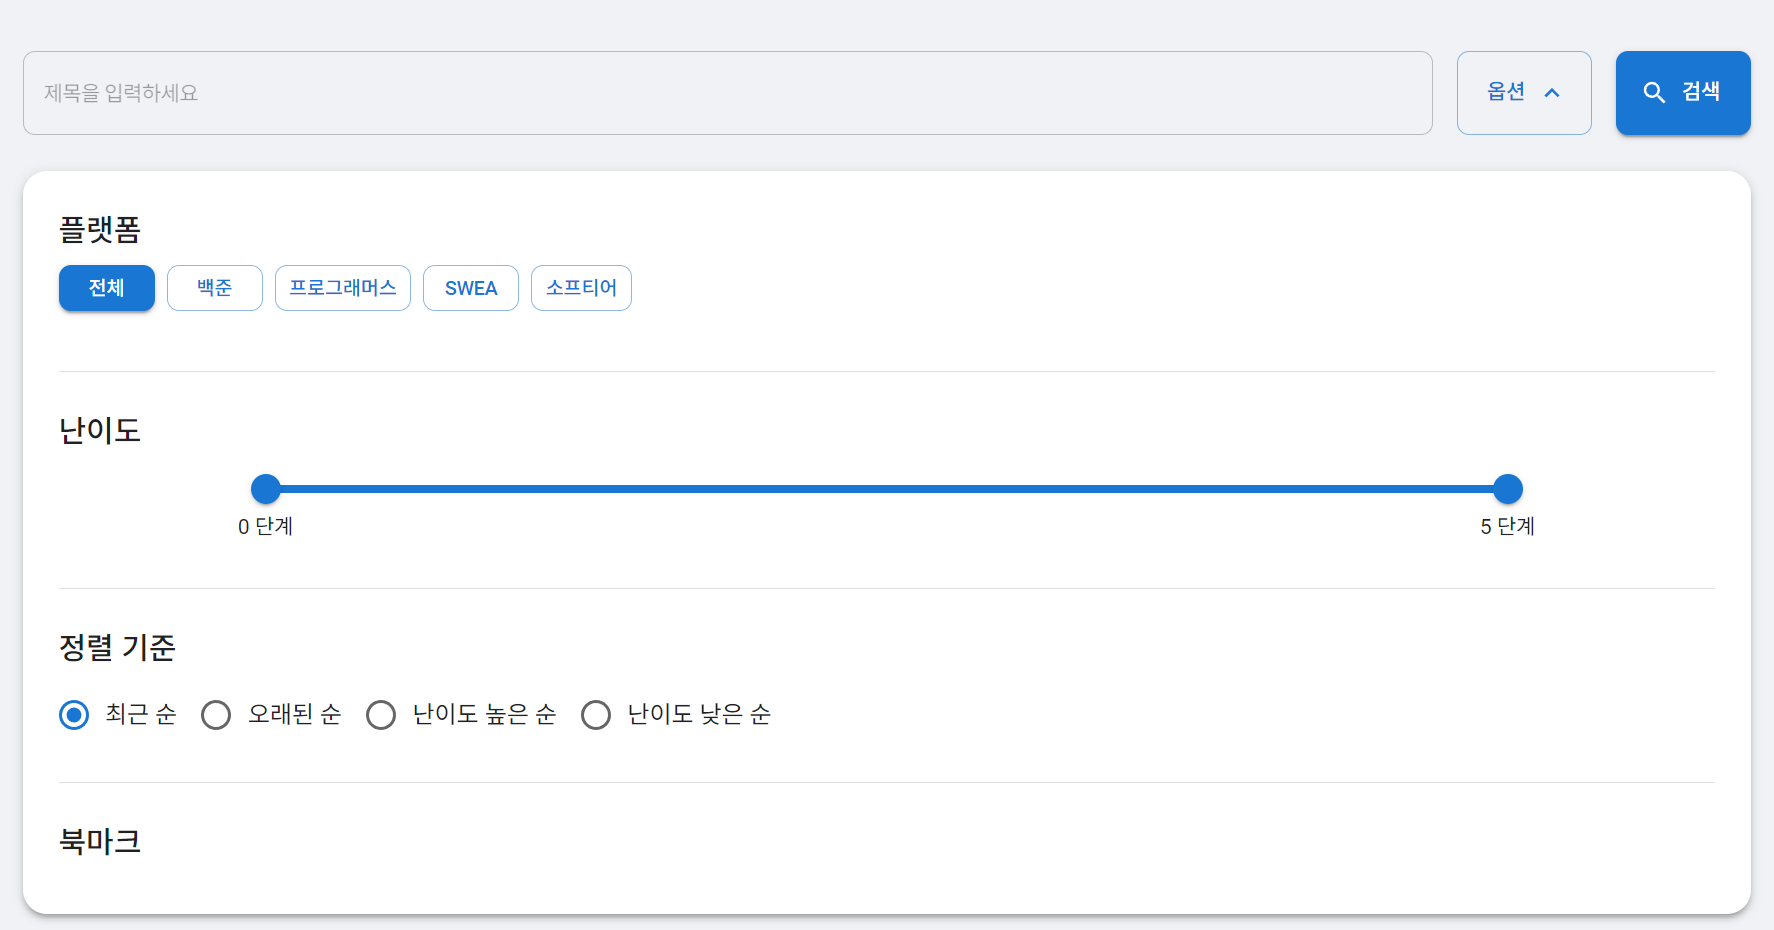 제목을 입력하세요
옵션
검색
플랫폼
전체 백준 프로그래머스 SWEA 소프티어
난이도
0 단계 5 단계
정렬 기준
최근 순 오래된 순 난이도 높은 순 난이도 낮은 순
북마크